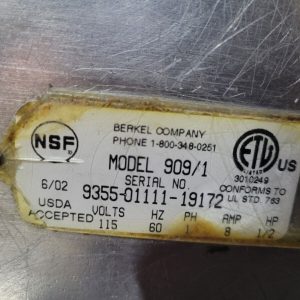 NSF
BERKEL COMPANY
PHONE 1-800-348-0251
MODEL 909/1
SERIAL NO.
9355-01111-19172
6/02
USDA
ACCEPTED
VOLTS HZ PH AMP HP
115 60 1 8 1/2
ETL US
LISTED
3010249
CONFORMS TO
UL STD. 763